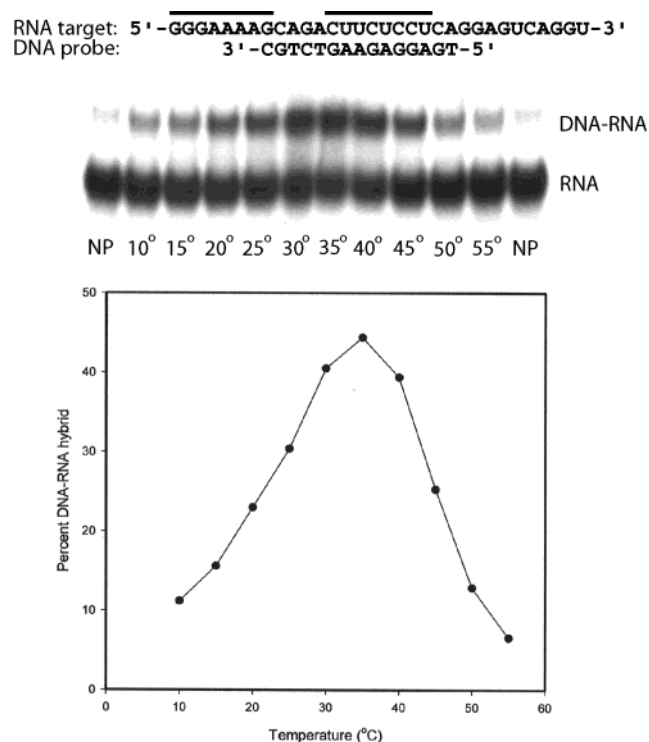 RNA target: 5'-GGGAAAAGCAGACUUCUCCUCAGGAGUCAGGU-3'
DNA probe: 3'-CGTCTGAAGAGGAGT-5'
DNA-RNA
RNA
NP 10° 15° 20° 25° 30° 35° 40° 45° 50° 55° NP
50
40
30
20
10
0
Percent DNA-RNA hybrid
0 10 20 30 40 50 60
Temperature (°C)